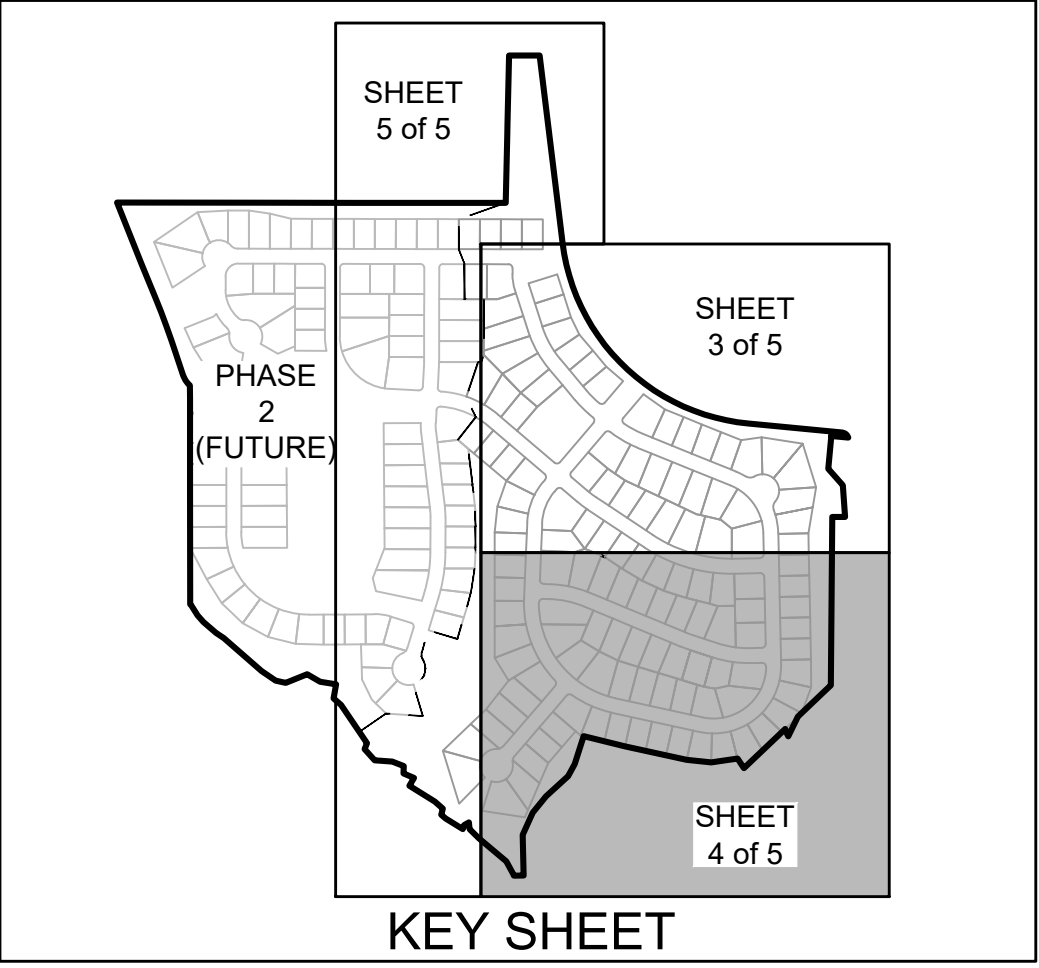 SHEET
5 of 5
SHEET
3 of 5
PHASE
2
(FUTURE)
SHEET
4 of 5
KEY SHEET